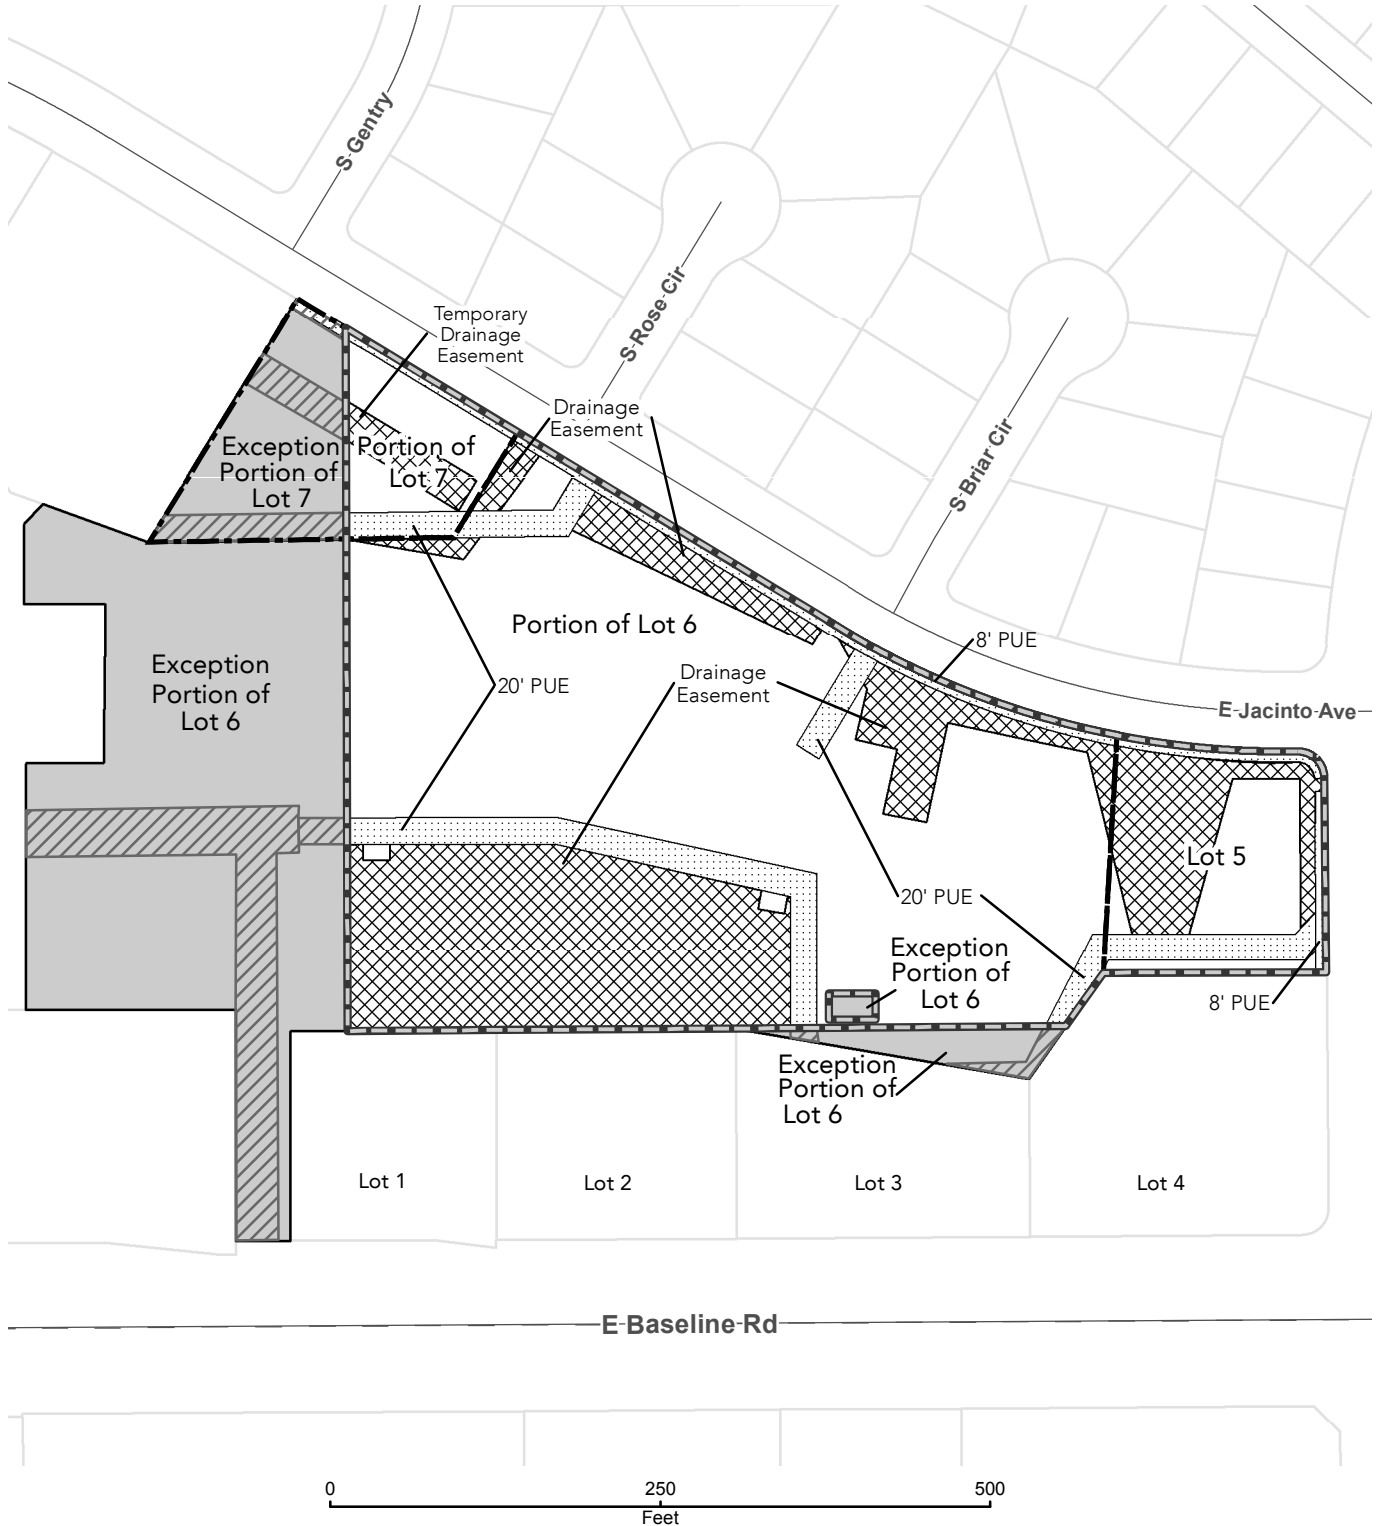 S Gentry
S Rose Cir
S Briar Cir
Temporary
Drainage
Easement
Drainage
Easement
Exception
Portion of
Lot 7
Portion of
Lot 7
Portion of Lot 6
8' PUE
Exception
Portion of
Lot 6
20' PUE
Drainage
Easement
E Jacinto Ave
Lot 5
20' PUE
Exception
Portion of
Lot 6
8' PUE
Exception
Portion of
Lot 6
Lot 1
Lot 2
Lot 3
Lot 4
E Baseline Rd
0
250
500
Feet